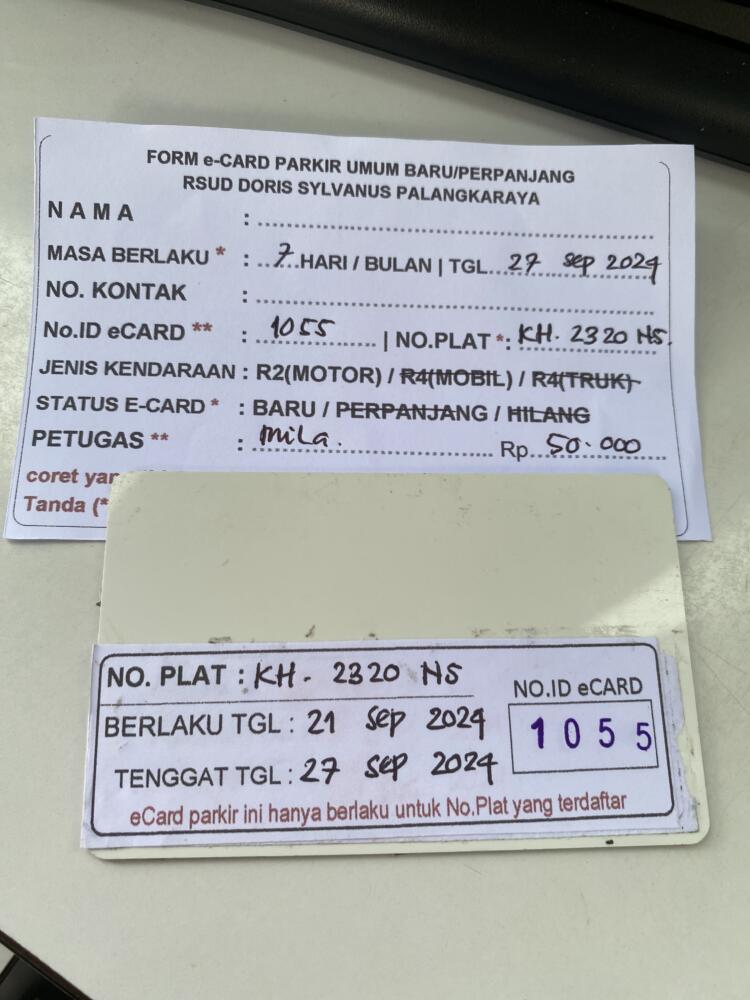 FORM e-CARD PARKIR UMUM BARU/PERPANJANG
RSUD DORIS SYLVANUS PALANGKARAYA
NAMA :
MASA BERLAKU * : 7 HARI / BULAN | TGL 27 Sep 2024
NO. KONTAK :
No.ID eCARD ** : 1055 | NO.PLAT *: KH. 2320 NS.
JENIS KENDARAAN : R2(MOTOR) / R4(MOBIL) / R4(TRUK)
STATUS E-CARD * : BARU / PERPANJANG / HILANG
PETUGAS ** : Mila. Rp. 50.000
coret
Tanda (*
NO. PLAT : KH - 2320 NS
NO.ID eCARD
BERLAKU TGL : 21 Sep 2024
1055
TENGGAT TGL : 27 Sep 2024
eCard parkir ini hanya berlaku untuk No.Plat yang terdaftar